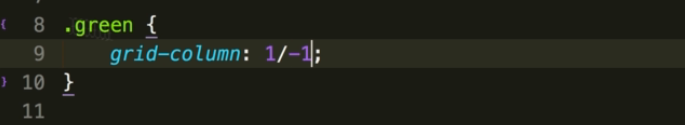 8 .green {
9 grid-column: 1/-1;
10 }
11